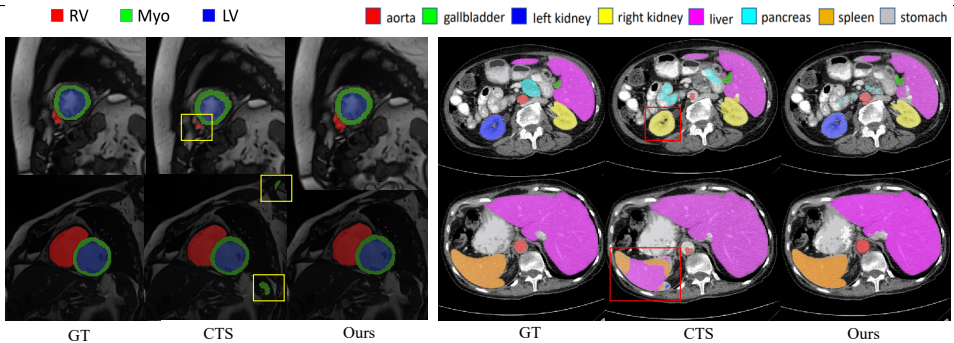 RV Myo LV
aorta gallbladder left kidney right kidney liver pancreas spleen stomach
GT CTS Ours GT CTS Ours